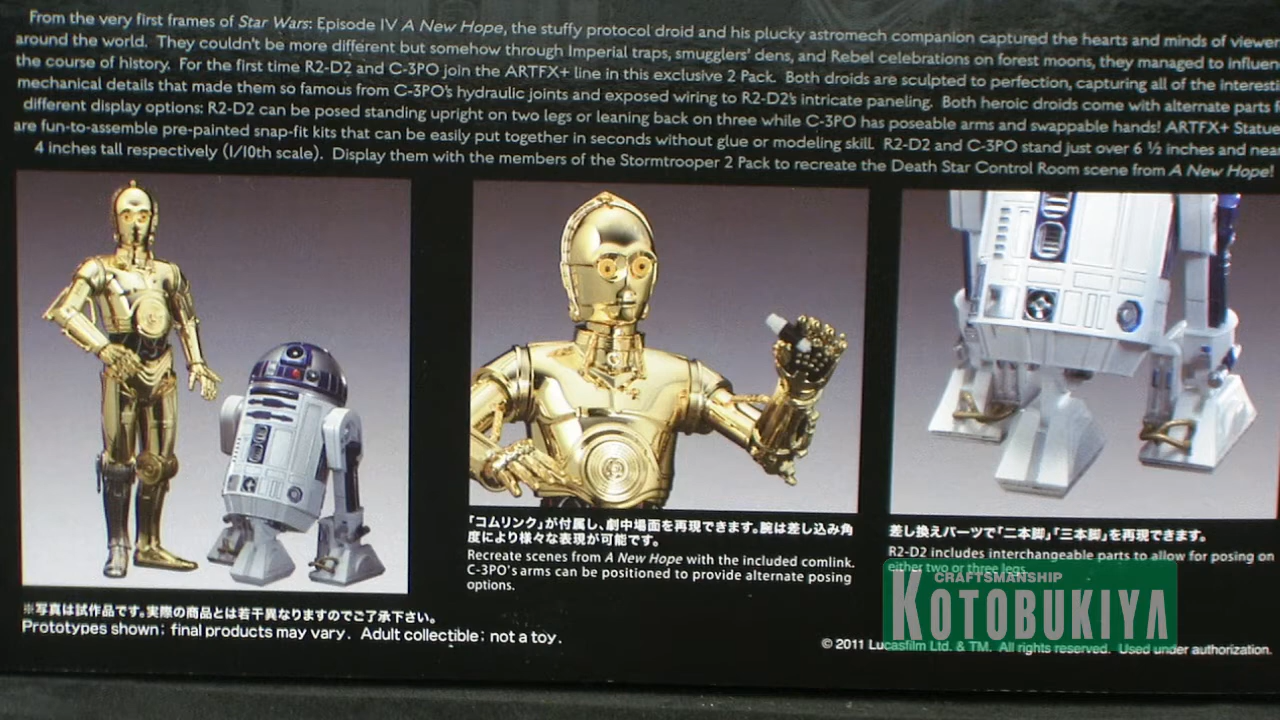 From the very first frames of Star Wars: Episode IV A New Hope, the stuffy protocol droid and his plucky astromech companion captured the hearts and minds of
around the world. They couldn't be more different but somehow through Imperial traps, smugglers' dens, and Rebel celebrations on forest moons, they managed to
the course of history. For the first time R2-D2 and C-3PO join the ARTFX+ line in this exclusive 2 Pack. Both droids are sculpted to perfection, capturing all of the
mechanical details that made them so famous from C-3PO's hydraulic joints and exposed wiring to R2-D2's intricate paneling. Both heroic droids come with alternate parts
different display options: R2-D2 can be posed standing upright on two legs or leaning back on three while C-3PO has poseable arms and swappable hands! ARTFX+
are fun-to-assemble pre-painted snap-fit kits that can be easily put together in seconds without glue or modeling skill. R2-D2 and C-3PO stand just over 6 ½ inches and
4 inches tall respectively (1/10th scale). Display them with the members of the Stormtrooper 2 Pack to recreate the Death Star Control Room scene from A New Hope!
※写真は試作品です。実際の商品とは若干異なりますのでご了承下さい。
Prototypes shown; final products may vary. Adult collectible; not a toy.
「コムリンク」が付属し、劇中場面を再現できます。腕は差し込み角
度により様々な表現が可能です。
Recreate scenes from A New Hope with the included comlink.
C-3PO's arms can be positioned to provide alternate posing
options.
差し換えパーツで「二本脚」「三本脚」を再現できます。
R2-D2 includes interchangeable parts to allow for posing on
either two or three legs.
CRAFTSMANSHIP
KOTOBUKIYA
© 2011 Lucasfilm Ltd. & TM. All rights reserved. Used under authorization.